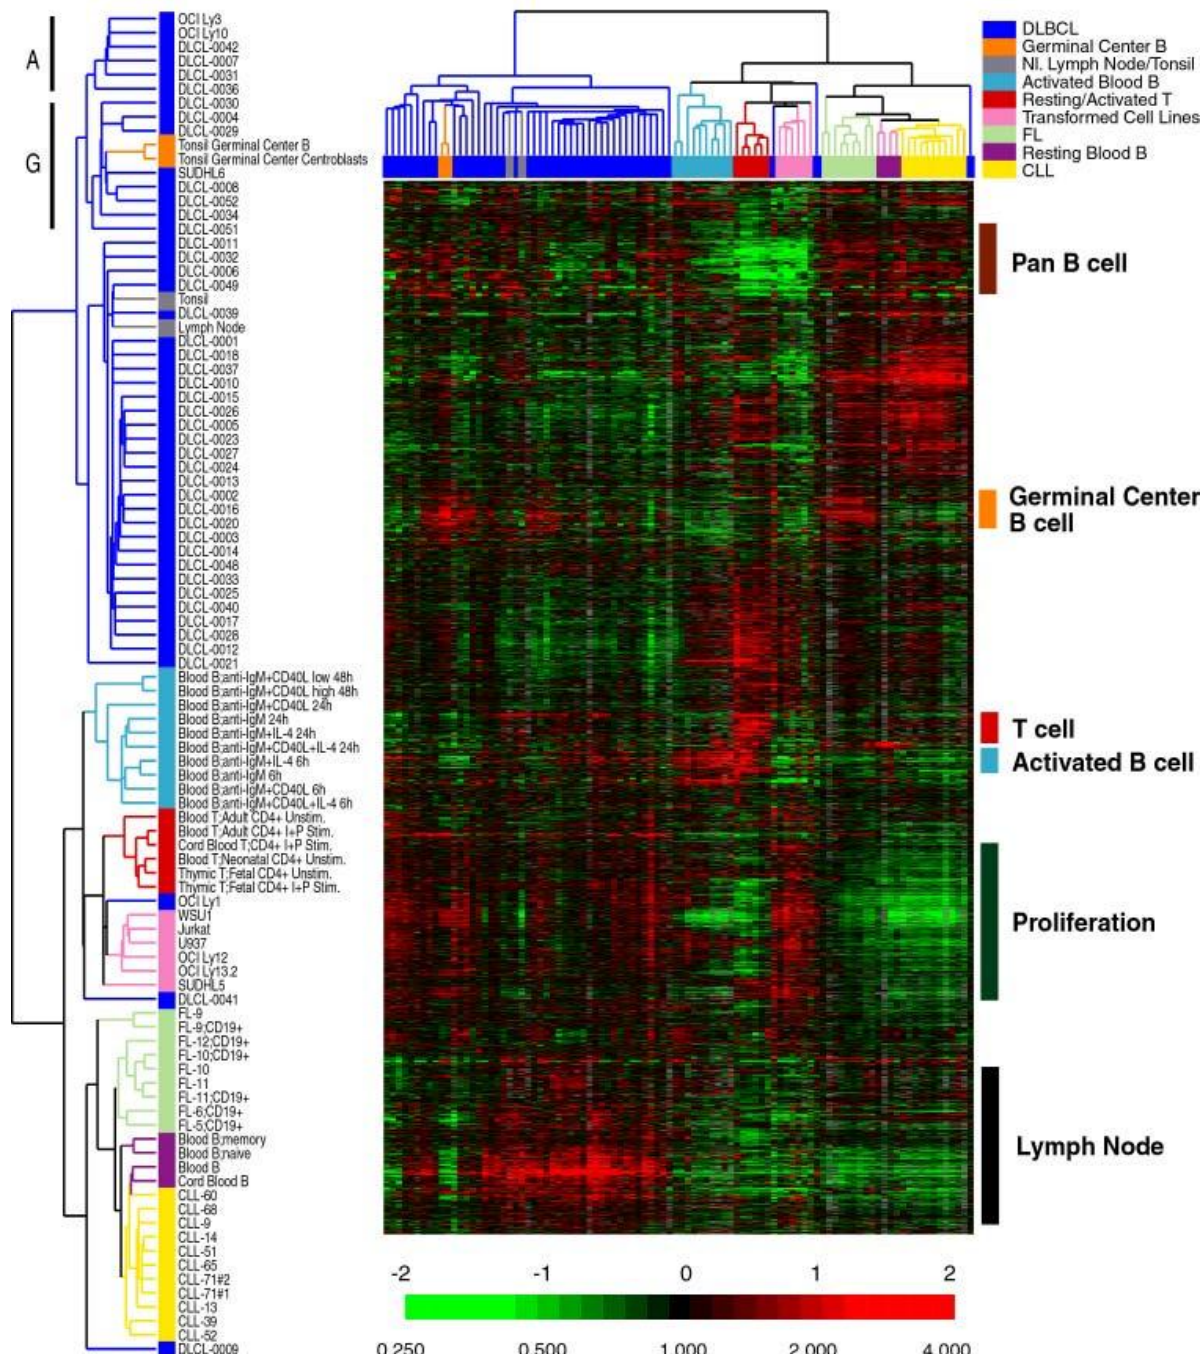 A
G
OCI Ly3
OCI Ly10
DLCL-0042
DLCL-0007
DLCL-0031
DLCL-0036
DLCL-0030
DLCL-0004
DLCL-0029
Tonsil Germinal Center B
Tonsil Germinal Center Centroblasts
SUDHL6
DLCL-0008
DLCL-0052
DLCL-0034
DLCL-0051
DLCL-0011
DLCL-0032
DLCL-0006
DLCL-0049
Tonsil
DLCL-0039
Lymph Node
DLCL-0001
DLCL-0018
DLCL-0037
DLCL-0010
DLCL-0015
DLCL-0026
DLCL-0005
DLCL-0023
DLCL-0027
DLCL-0024
DLCL-0013
DLCL-0002
DLCL-0016
DLCL-0020
DLCL-0003
DLCL-0014
DLCL-0048
DLCL-0033
DLCL-0025
DLCL-0040
DLCL-0017
DLCL-0028
DLCL-0012
DLCL-0021
Blood B;anti-IgM+CD40L low 48h
Blood B;anti-IgM+CD40L high 48h
Blood B;anti-IgM+CD40L 24h
Blood B;anti-IgM 24h
Blood B;anti-IgM+IL-4 24h
Blood B;anti-IgM+CD40L+IL-4 24h
Blood B;anti-IgM+IL-4 6h
Blood B;anti-IgM 6h
Blood B;anti-IgM+CD40L 6h
Blood B;anti-IgM+CD40L+IL-4 6h
Blood T;Adult CD4+ Unstim.
Blood T;Adult CD4+ I+P Stim.
Cord Blood T;CD4+ I+P Stim.
Blood T;Neonatal CD4+ Unstim.
Thymic T;Fetal CD4+ Unstim.
Thymic T;Fetal CD4+ I+P Stim.
OCI Ly1
WSU1
Jurkat
U937
OCI Ly12
OCI Ly13.2
SUDHL5
DLCL-0041
FL-9
FL-9;CD19+
FL-12;CD19+
FL-10;CD19+
FL-10
FL-11
FL-11;CD19+
FL-6;CD19+
FL-5;CD19+
Blood B;memory
Blood B;naive
Blood B
Cord Blood B
CLL-60
CLL-68
CLL-9
CLL-14
CLL-51
CLL-65
CLL-71#2
CLL-71#1
CLL-13
CLL-39
CLL-52
DLCL-0009
DLBCL
Germinal Center B
Nl. Lymph Node/Tonsil
Activated Blood B
Resting/Activated T
Transformed Cell Lines
FL
Resting Blood B
CLL
Pan B cell
Germinal Center
B cell
T cell
Activated B cell
Proliferation
Lymph Node
-2 -1 0 1 2
0.250 0.500 1.000 2.000 4.000